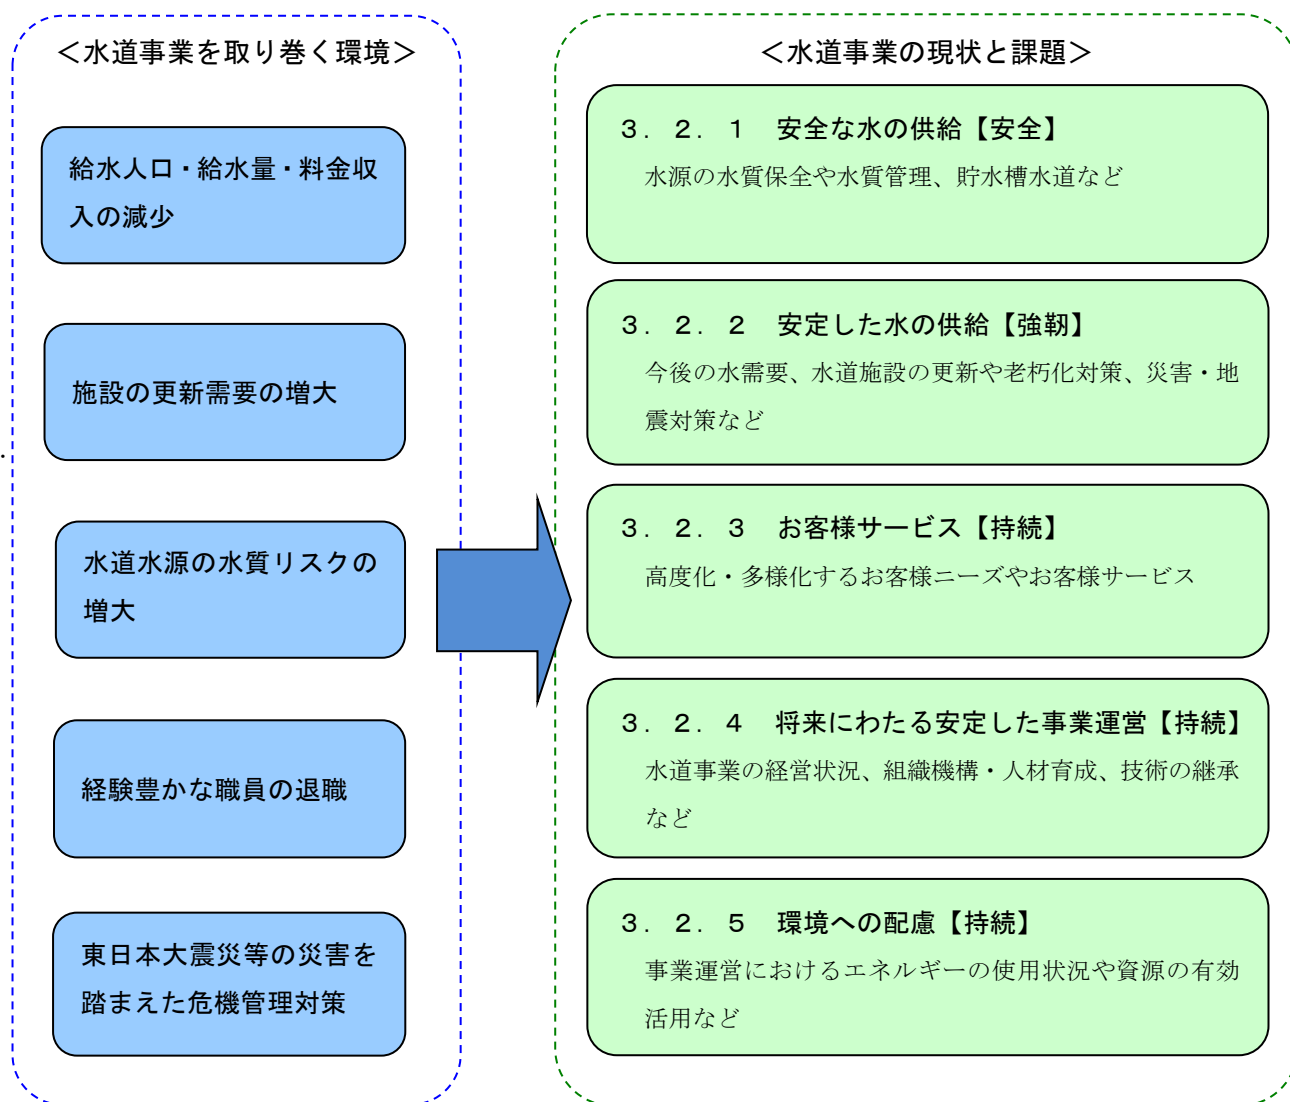 ＜水道事業を取り巻く環境＞
給水人口・給水量・料金収
入の減少
施設の更新需要の増大
水道水源の水質リスクの
増大
経験豊かな職員の退職
東日本大震災等の災害を
踏まえた危機管理対策
＜水道事業の現状と課題＞
３．２．１　安全な水の供給【安全】
水源の水質保全や水質管理、貯水槽水道など
３．２．２　安定した水の供給【強靭】
今後の水需要、水道施設の更新や老朽化対策、災害・地
震対策など
３．２．３　お客様サービス【持続】
高度化・多様化するお客様ニーズやお客様サービス
３．２．４　将来にわたる安定した事業運営【持続】
水道事業の経営状況、組織機構・人材育成、技術の継承
など
３．２．５　環境への配慮【持続】
事業運営におけるエネルギーの使用状況や資源の有効
活用など